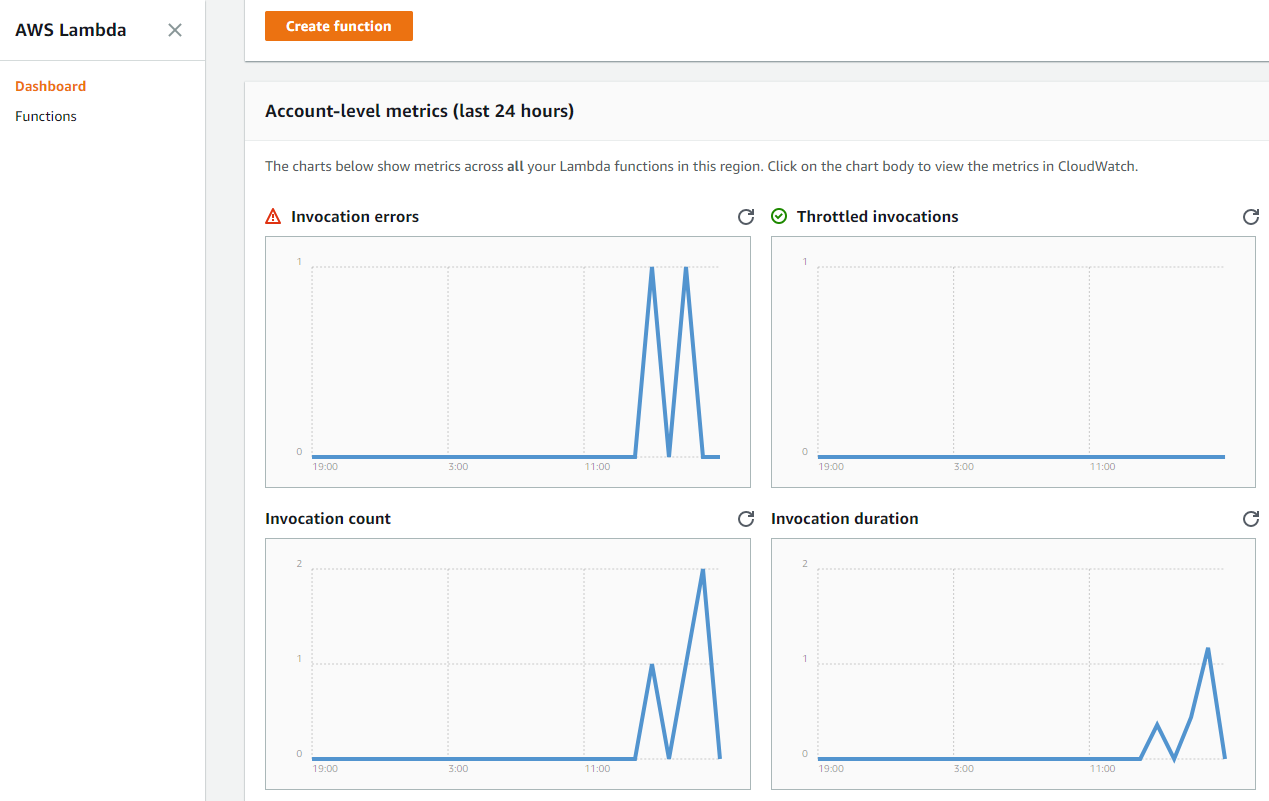 AWS Lambda
Create function
Dashboard
Functions
Account-level metrics (last 24 hours)
The charts below show metrics across all your Lambda functions in this region. Click on the chart body to view the metrics in CloudWatch.
Invocation errors
1
0
19:00 3:00 11:00
Throttled invocations
1
0
19:00 3:00 11:00
Invocation count
2
1
0
19:00 3:00 11:00
Invocation duration
2
1
0
19:00 3:00 11:00